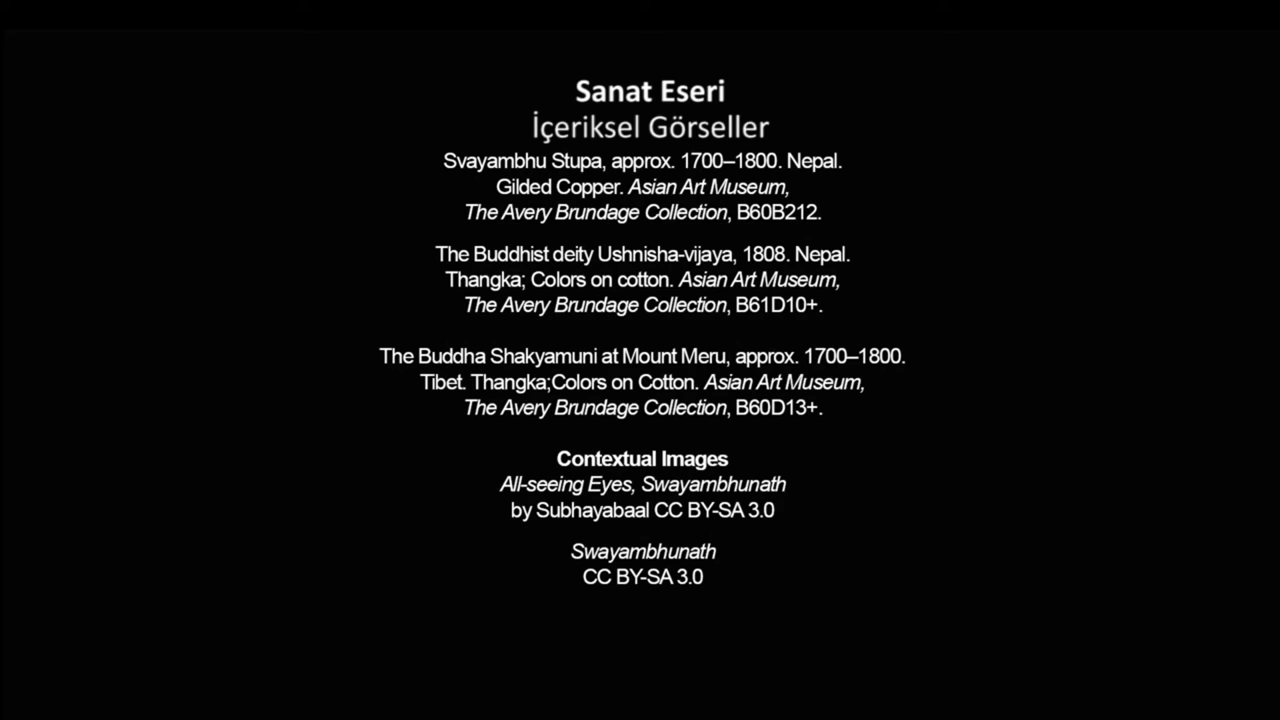 Sanat Eseri
İçeriksel Görseller
Svayambhu Stupa, approx. 1700–1800. Nepal.
Gilded Copper. Asian Art Museum,
The Avery Brundage Collection, B60B212.
The Buddhist deity Ushnisha-vijaya, 1808. Nepal.
Thangka; Colors on cotton. Asian Art Museum,
The Avery Brundage Collection, B61D10+.
The Buddha Shakyamuni at Mount Meru, approx. 1700–1800.
Tibet. Thangka;Colors on Cotton. Asian Art Museum,
The Avery Brundage Collection, B60D13+.
Contextual Images
All-seeing Eyes, Swayambhunath
by Subhayabaal CC BY-SA 3.0
Swayambhunath
CC BY-SA 3.0